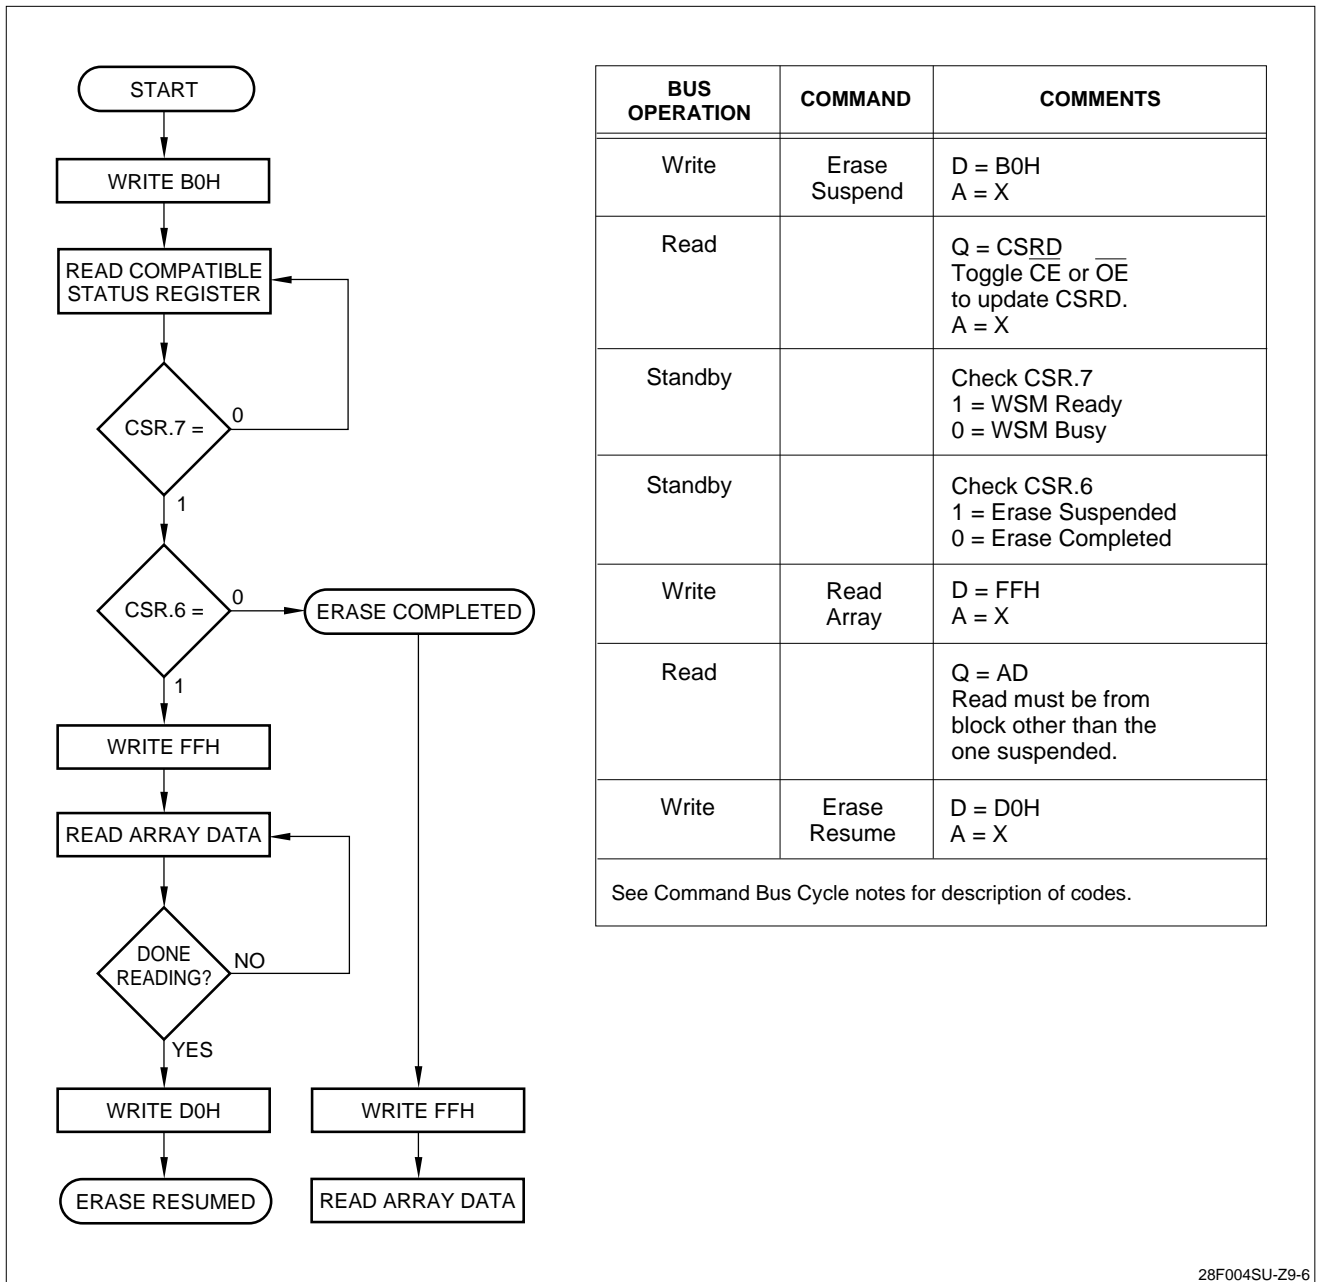 START
WRITE B0H
READ COMPATIBLE
STATUS REGISTER
CSR.7 =
0
1
CSR.6 =
0
ERASE COMPLETED
1
WRITE FFH
READ ARRAY DATA
DONE
READING?
NO
YES
WRITE D0H
WRITE FFH
ERASE RESUMED
READ ARRAY DATA
BUS
OPERATION
COMMAND
COMMENTS
Write
Erase
Suspend
D = B0H
A = X
Read
Q = CSRD
Toggle C̅E̅ or O̅E̅
to update CSRD.
A = X
Standby
Check CSR.7
1 = WSM Ready
0 = WSM Busy
Standby
Check CSR.6
1 = Erase Suspended
0 = Erase Completed
Write
Read
Array
D = FFH
A = X
Read
Q = AD
Read must be from
block other than the
one suspended.
Write
Erase
Resume
D = D0H
A = X
See Command Bus Cycle notes for description of codes.
28F004SU-Z9-6